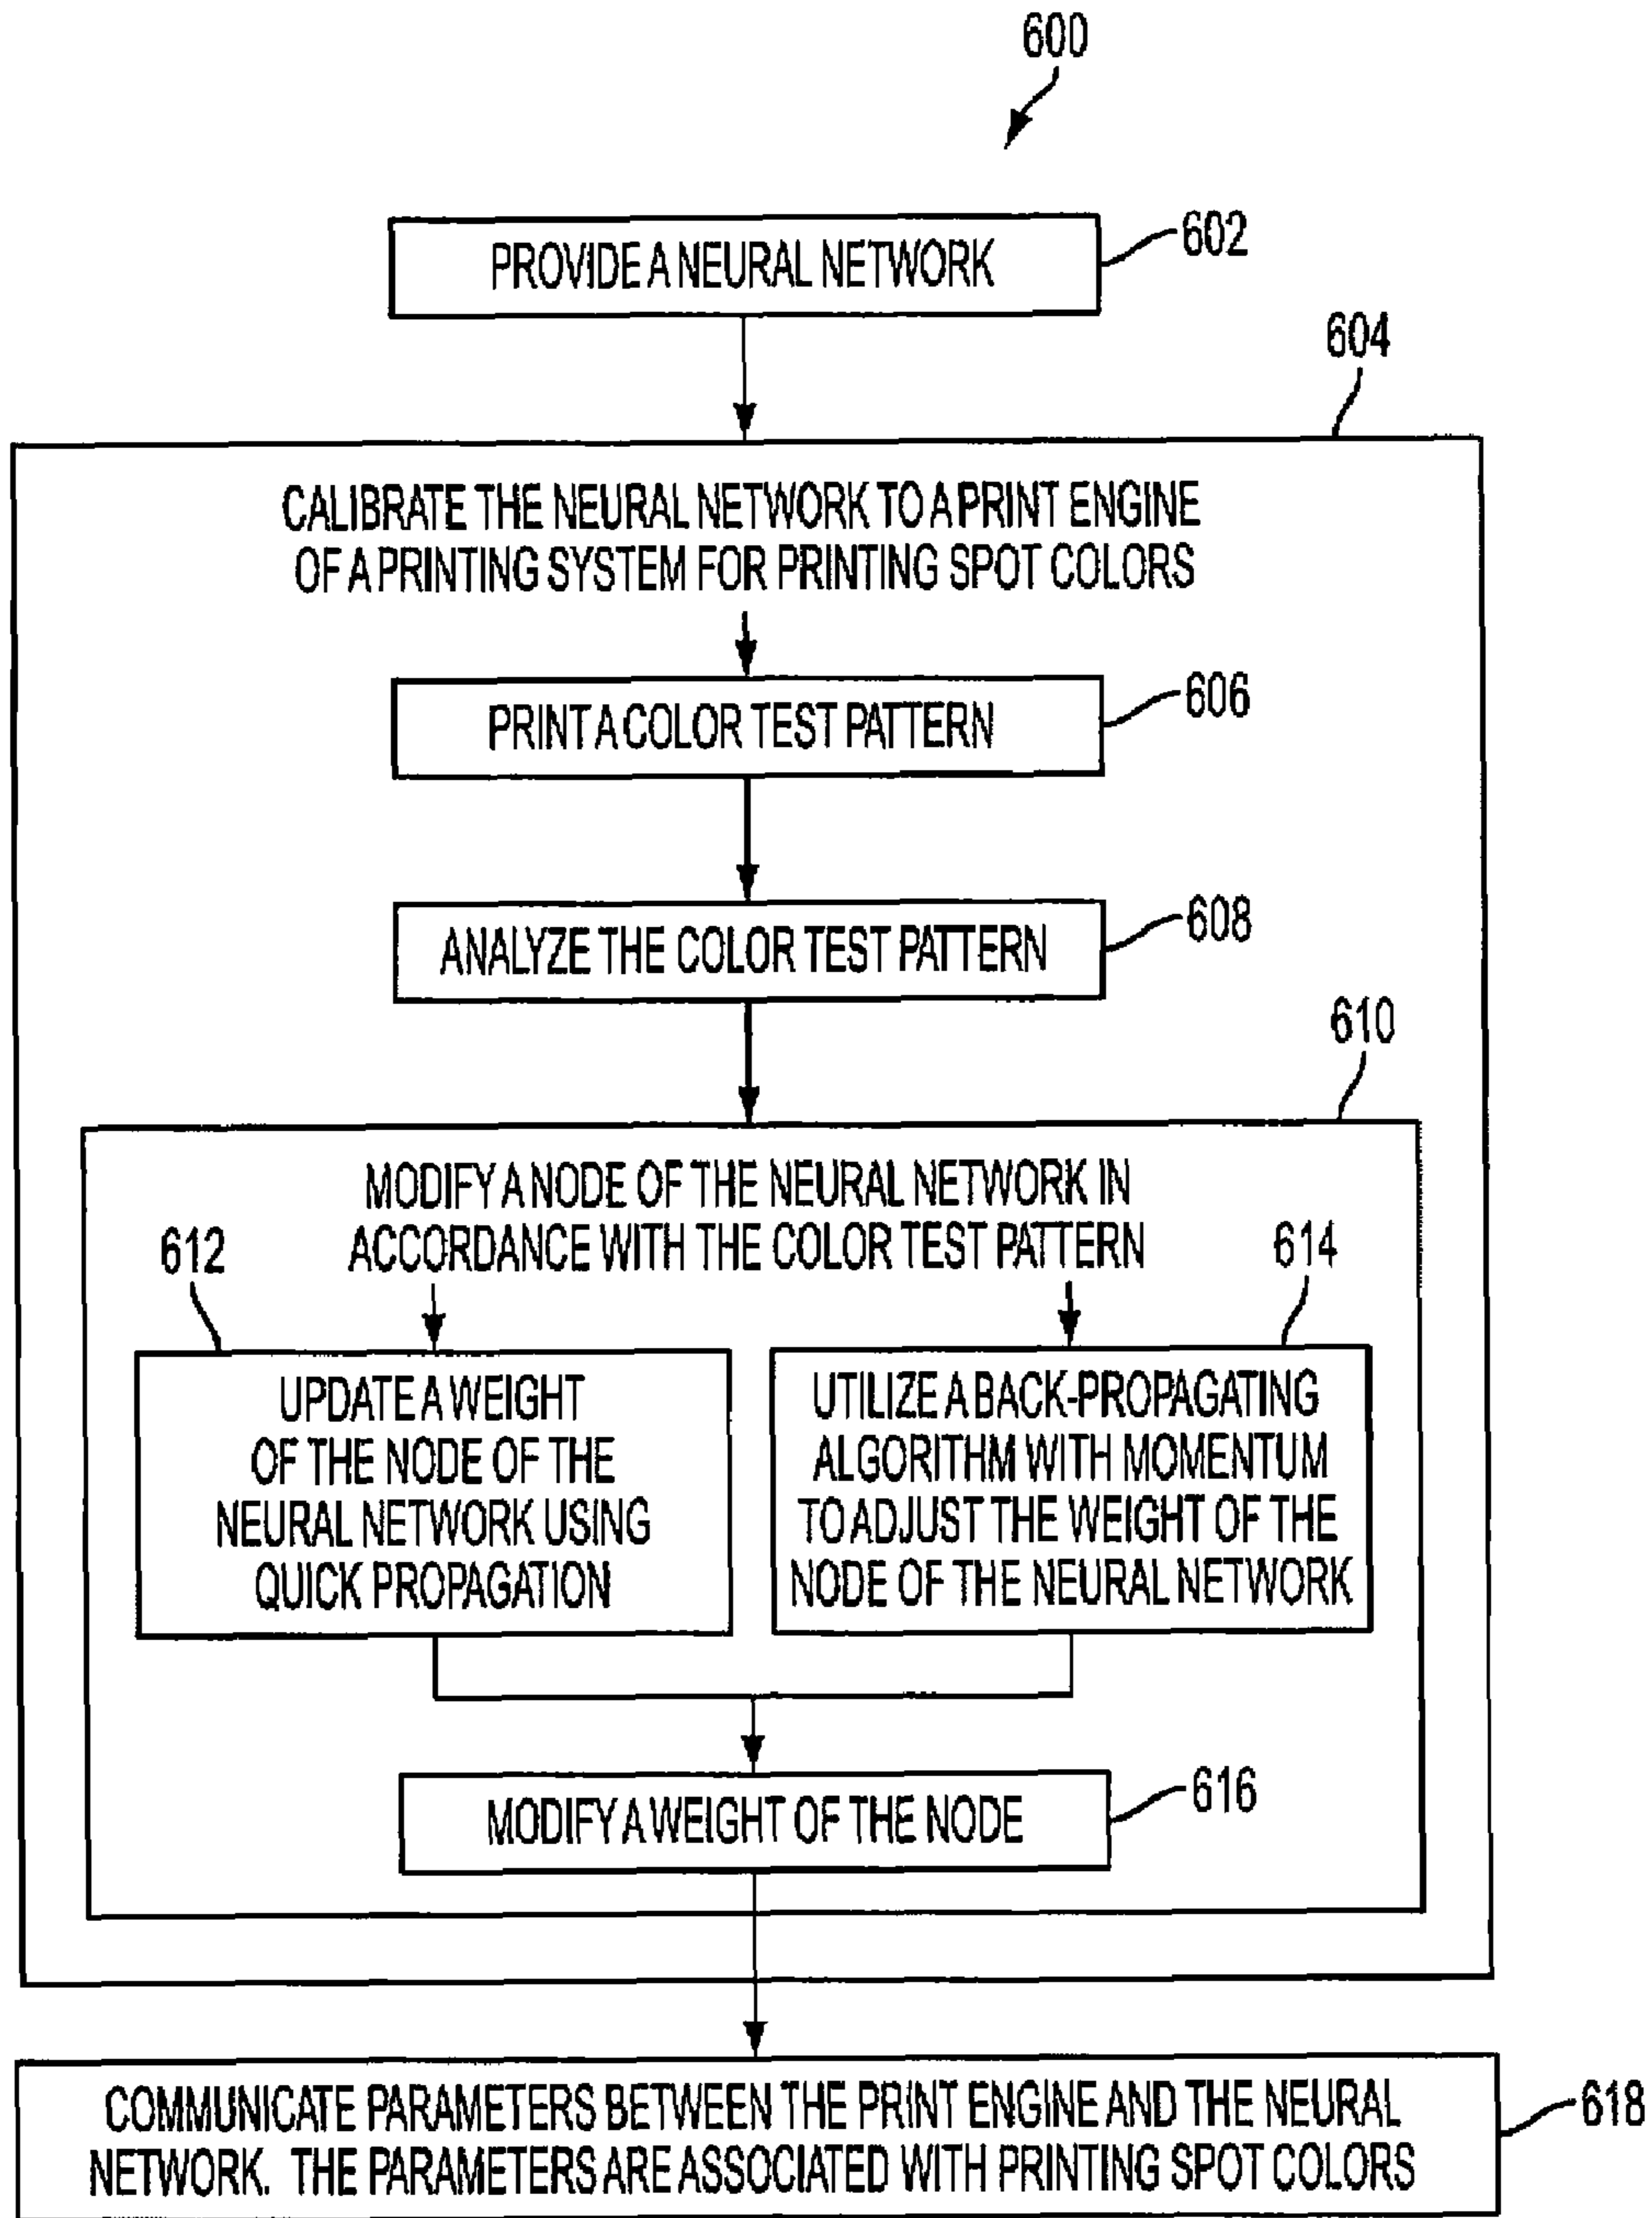 600
PROVIDE A NEURAL NETWORK
602
604
CALIBRATE THE NEURAL NETWORK TO A PRINT ENGINE
OF A PRINTING SYSTEM FOR PRINTING SPOT COLORS
PRINT A COLOR TEST PATTERN
606
ANALYZE THE COLOR TEST PATTERN
608
610
MODIFY A NODE OF THE NEURAL NETWORK IN
ACCORDANCE WITH THE COLOR TEST PATTERN
612
614
UPDATE A WEIGHT
OF THE NODE OF THE
NEURAL NETWORK USING
QUICK PROPAGATION
UTILIZE A BACK-PROPAGATING
ALGORITHM WITH MOMENTUM
TO ADJUST THE WEIGHT OF THE
NODE OF THE NEURAL NETWORK
MODIFY A WEIGHT OF THE NODE
616
COMMUNICATE PARAMETERS BETWEEN THE PRINT ENGINE AND THE NEURAL
NETWORK. THE PARAMETERS ARE ASSOCIATED WITH PRINTING SPOT COLORS
618